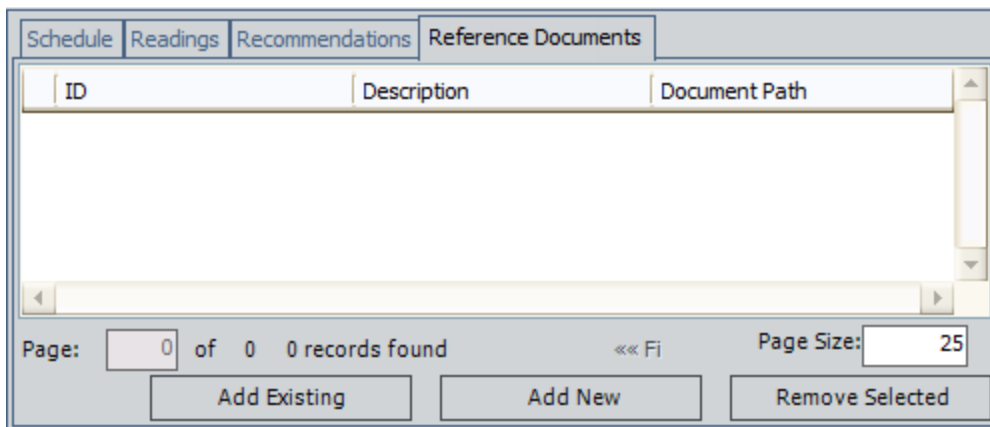 Schedule Readings Recommendations Reference Documents
ID Description Document Path
Page: 0 of 0 0 records found «« Fi Page Size: 25
Add Existing Add New Remove Selected